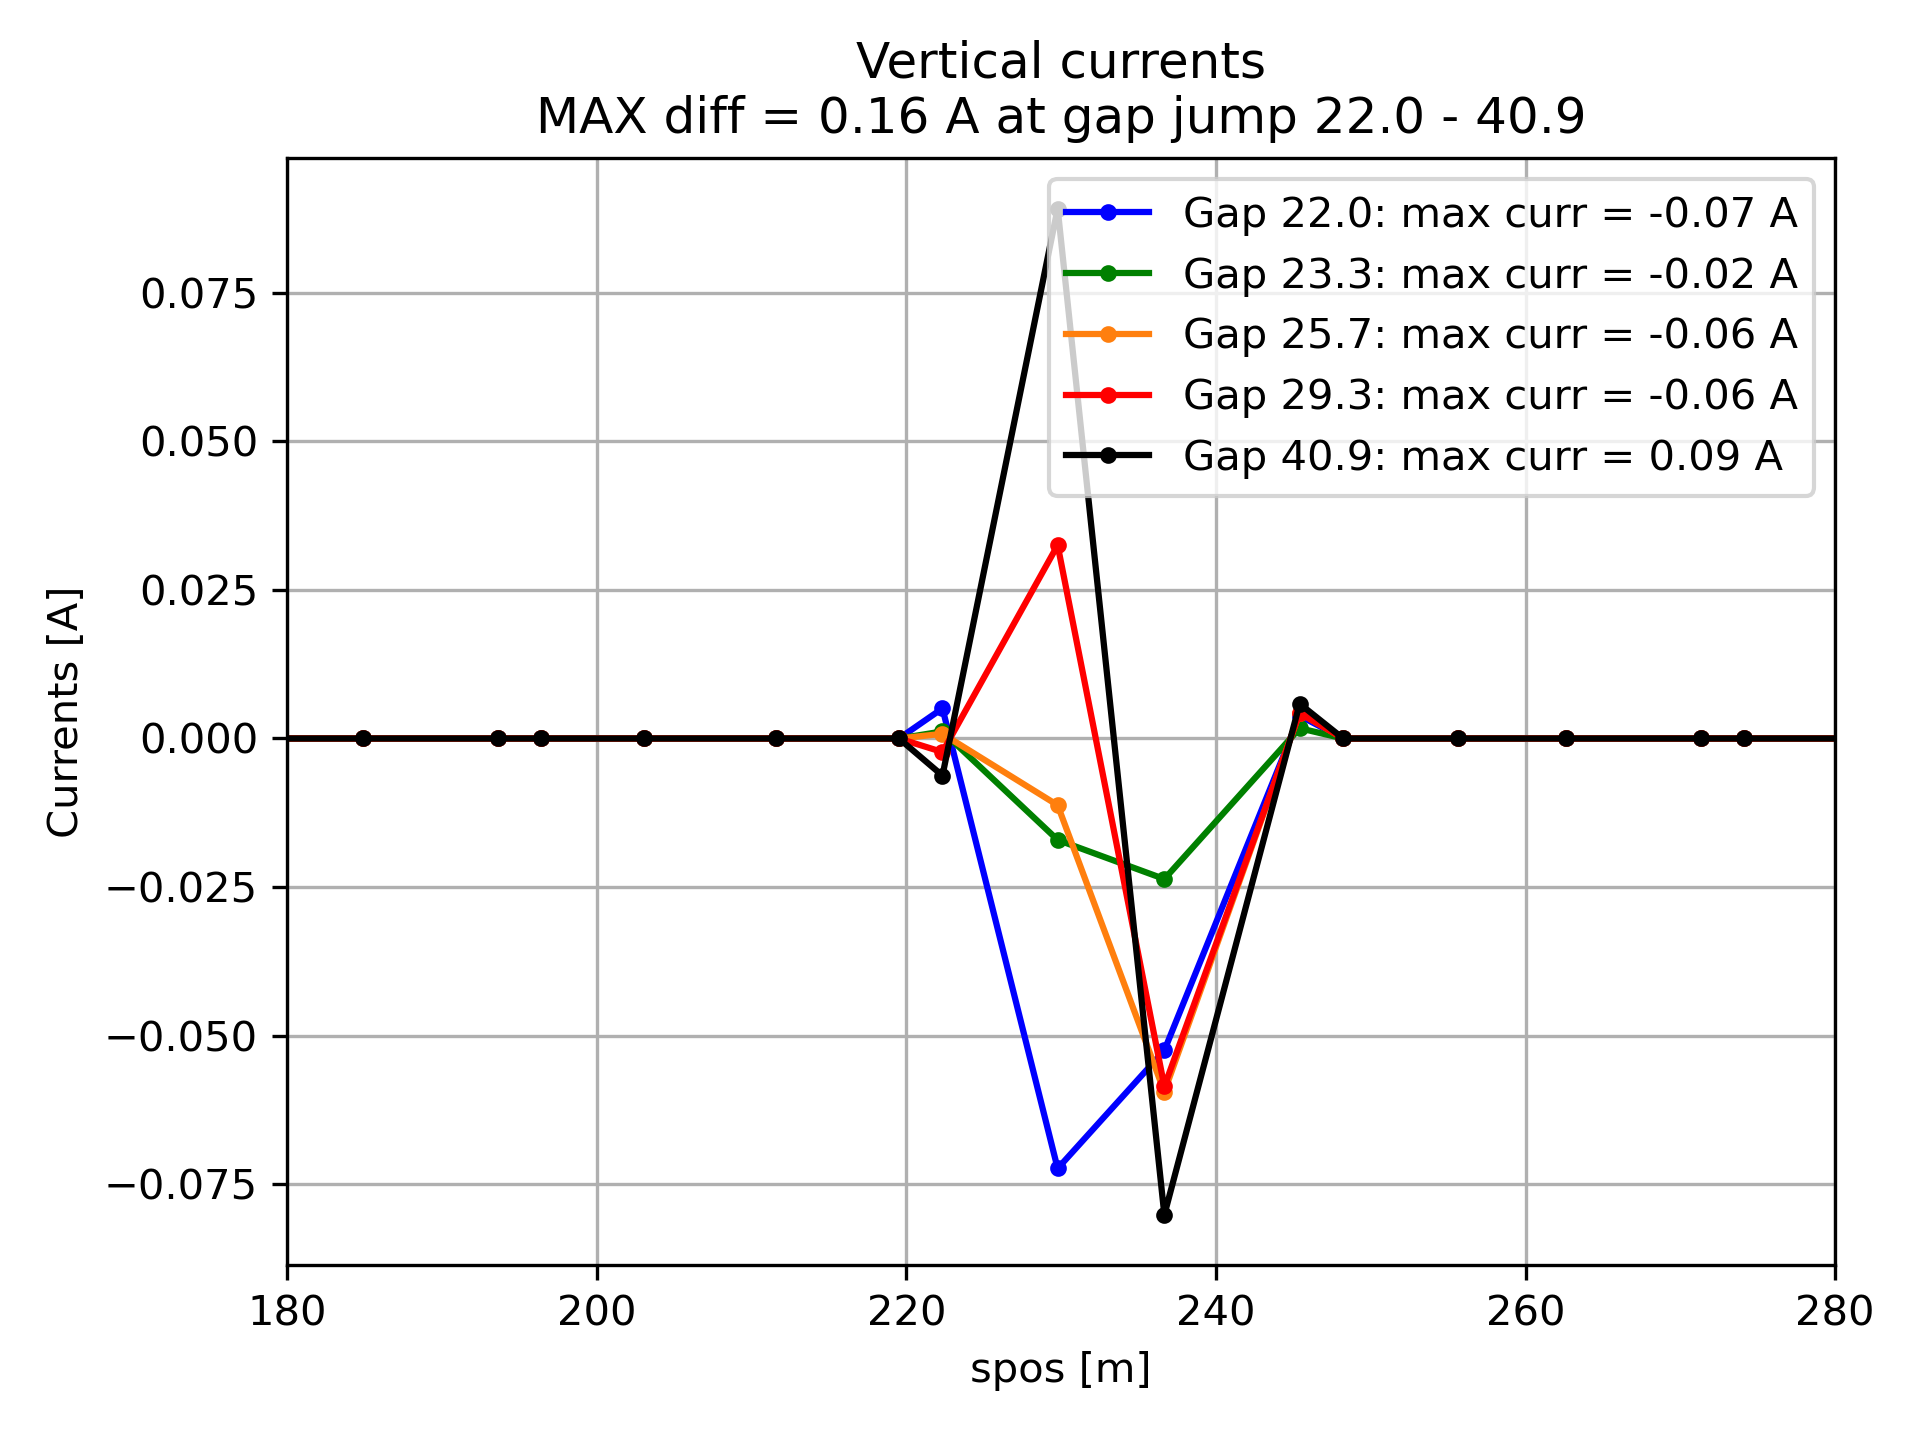 Vertical currents
MAX diff = 0.16 A at gap jump 22.0 - 40.9
Gap 22.0: max curr = -0.07 A
Gap 23.3: max curr = -0.02 A
Gap 25.7: max curr = -0.06 A
Gap 29.3: max curr = -0.06 A
Gap 40.9: max curr = 0.09 A
Currents [A]
0.075
0.050
0.025
0.000
−0.025
−0.050
−0.075
180 200 220 240 260 280
spos [m]